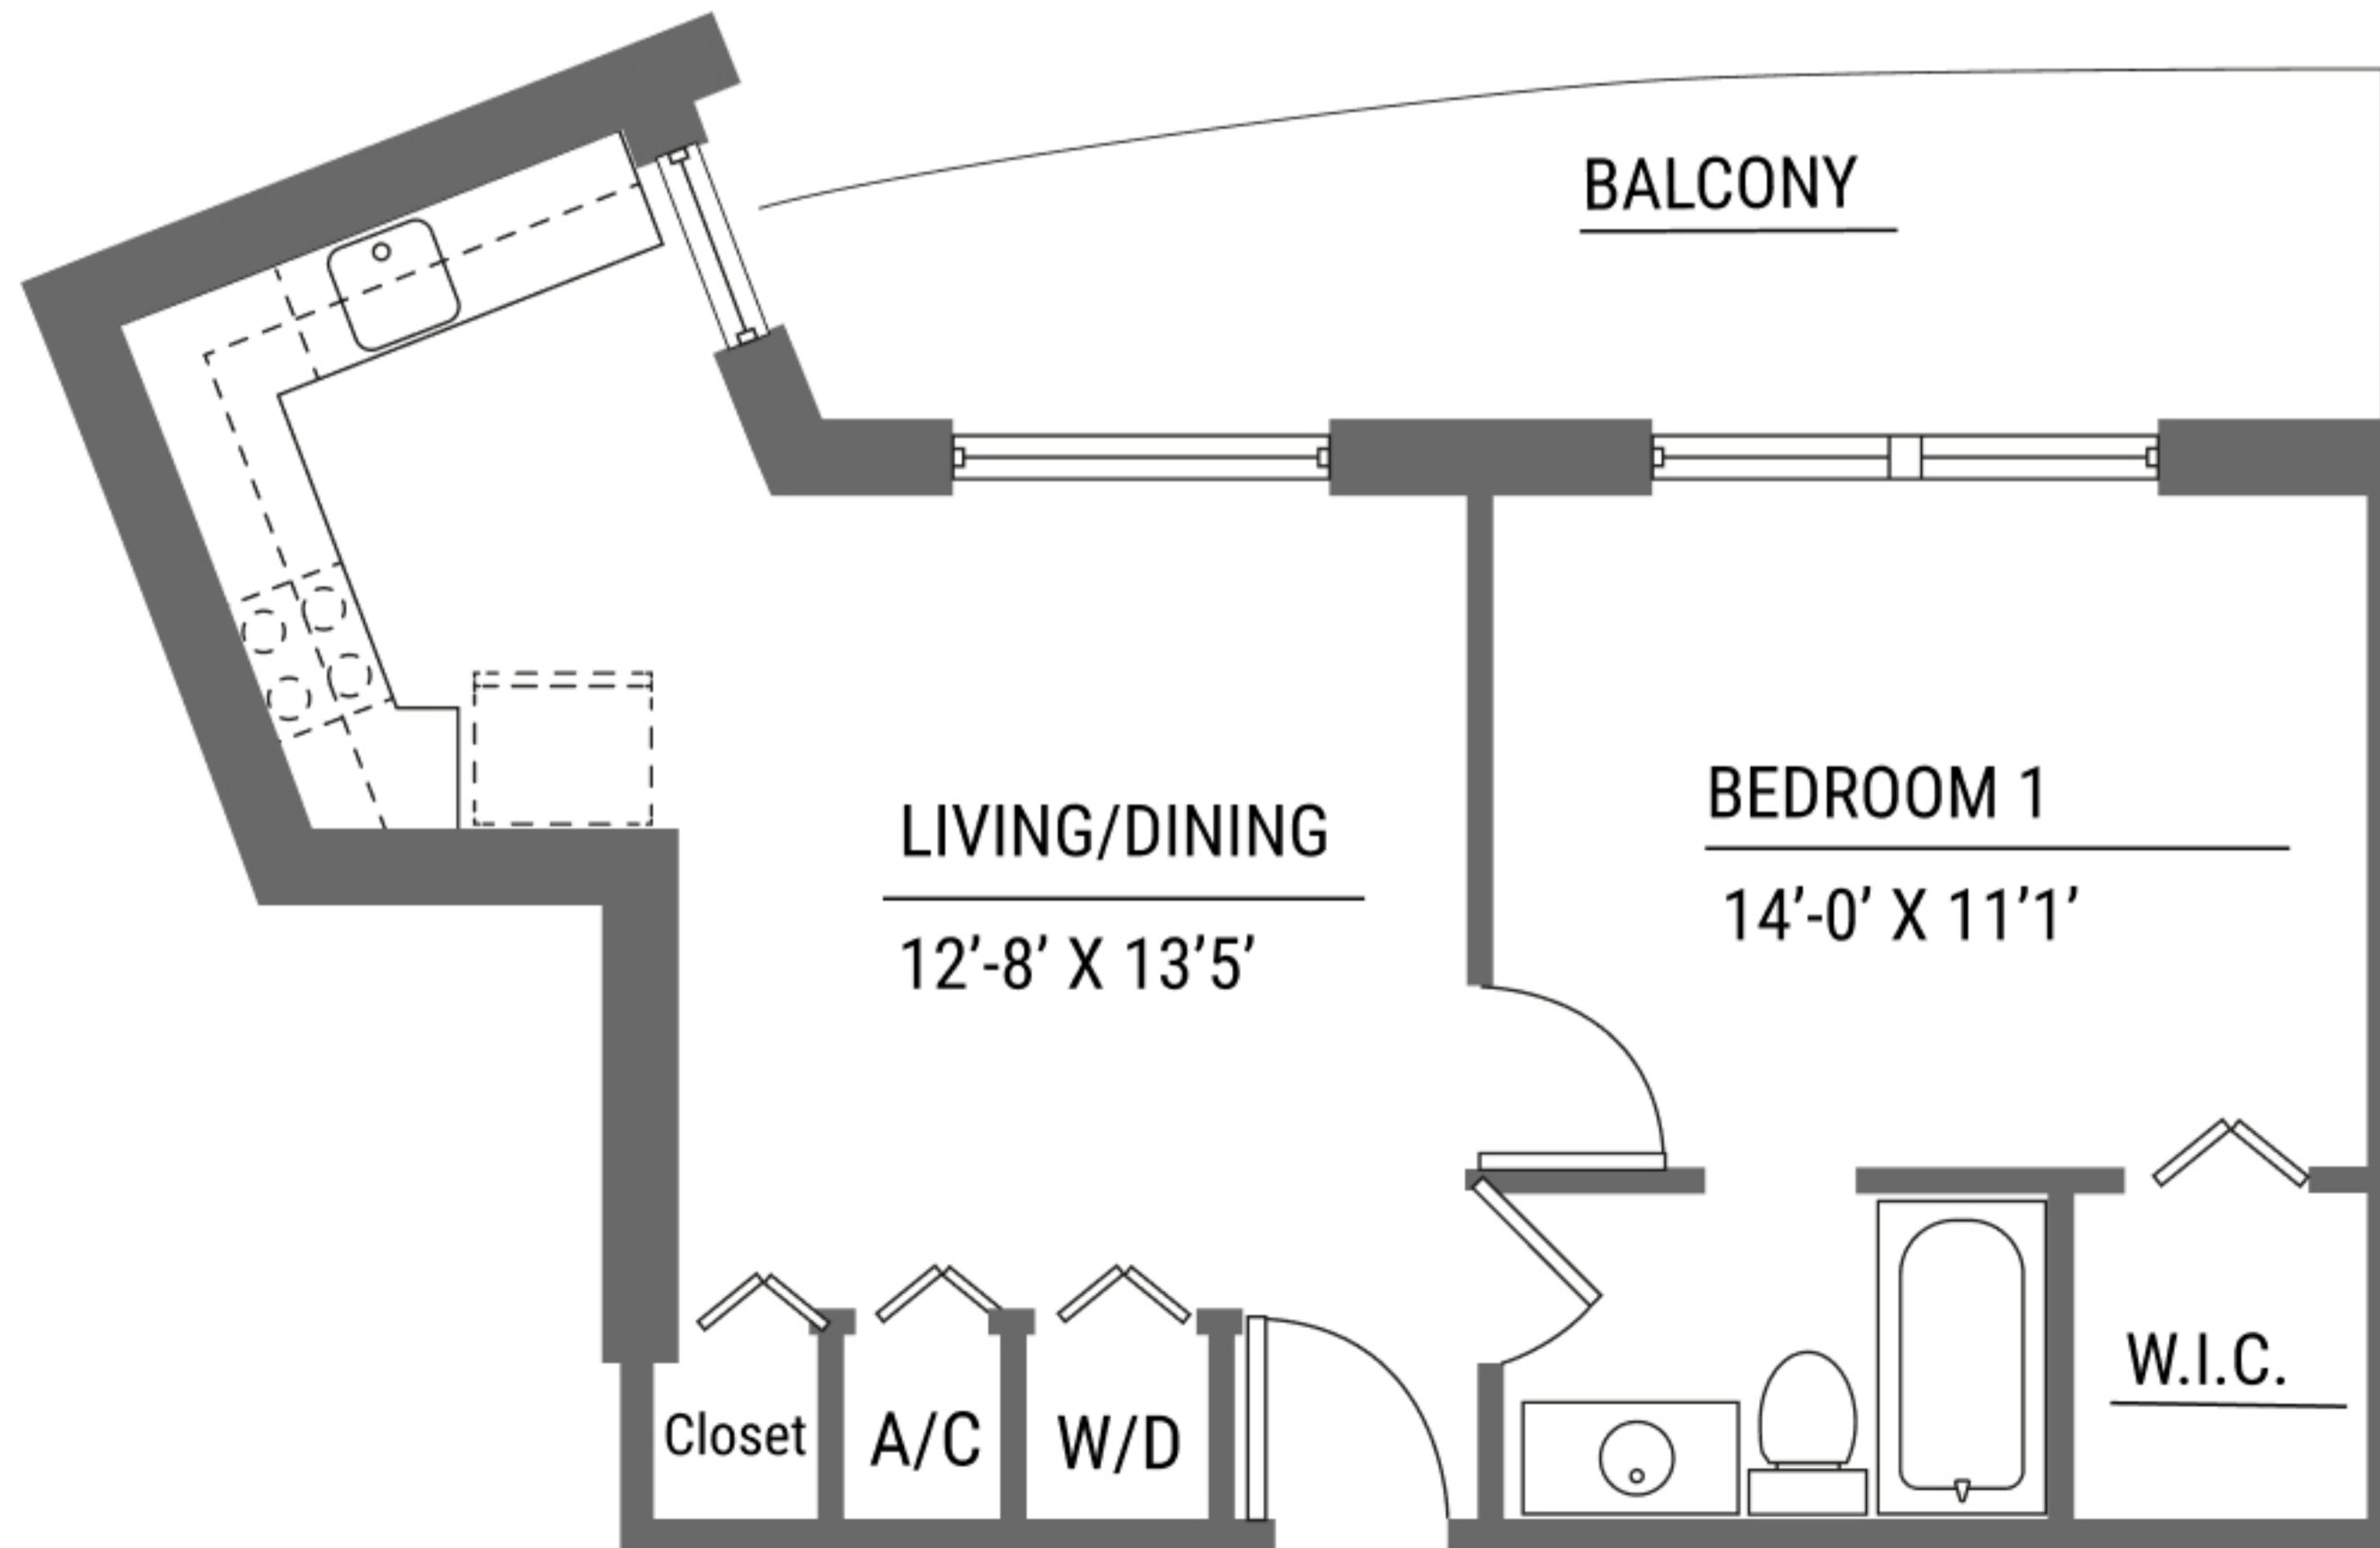 BALCONY
LIVING/DINING
12’-8’ X 13’5’
BEDROOM 1
14’-0’ X 11’1’
Closet
A/C
W/D
W.I.C.